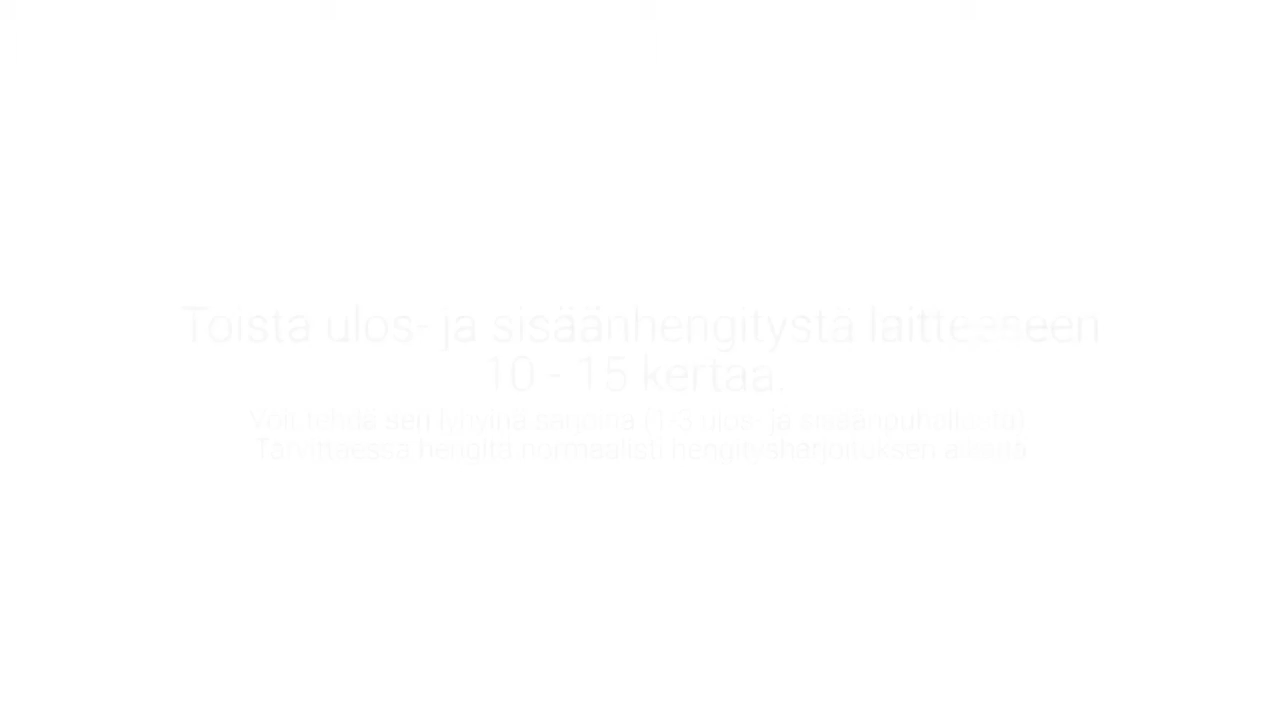 Toista ulos- ja sisäänhengitystä laitteeseen
10 - 15 kertaa.
Voit tehdä sen lyhyinä sarjoina (1-3 ulos- ja sisäänpuhallusta)
Tarvittaessa hengitä normaalisti hengitysharjoituksen aikana